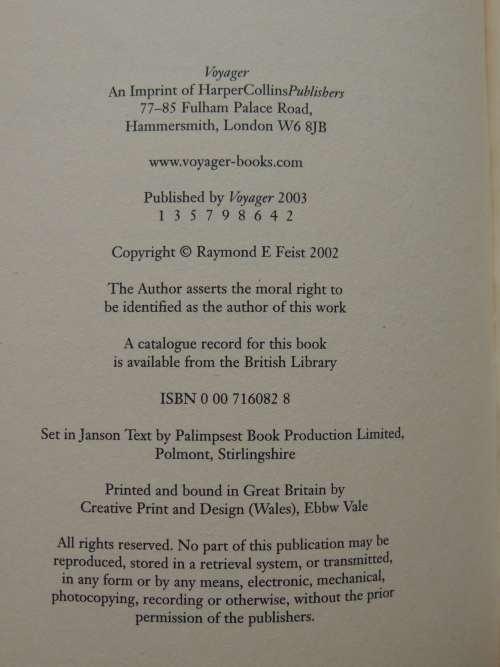 Voyager
An Imprint of HarperCollinsPublishers
77–85 Fulham Palace Road,
Hammersmith, London W6 8JB
www.voyager-books.com
Published by Voyager 2003
1 3 5 7 9 8 6 4 2
Copyright © Raymond E Feist 2002
The Author asserts the moral right to
be identified as the author of this work
A catalogue record for this book
is available from the British Library
ISBN 0 00 716082 8
Set in Janson Text by Palimpsest Book Production Limited,
Polmont, Stirlingshire
Printed and bound in Great Britain by
Creative Print and Design (Wales), Ebbw Vale
All rights reserved. No part of this publication may be
reproduced, stored in a retrieval system, or transmitted,
in any form or by any means, electronic, mechanical,
photocopying, recording or otherwise, without the prior
permission of the publishers.